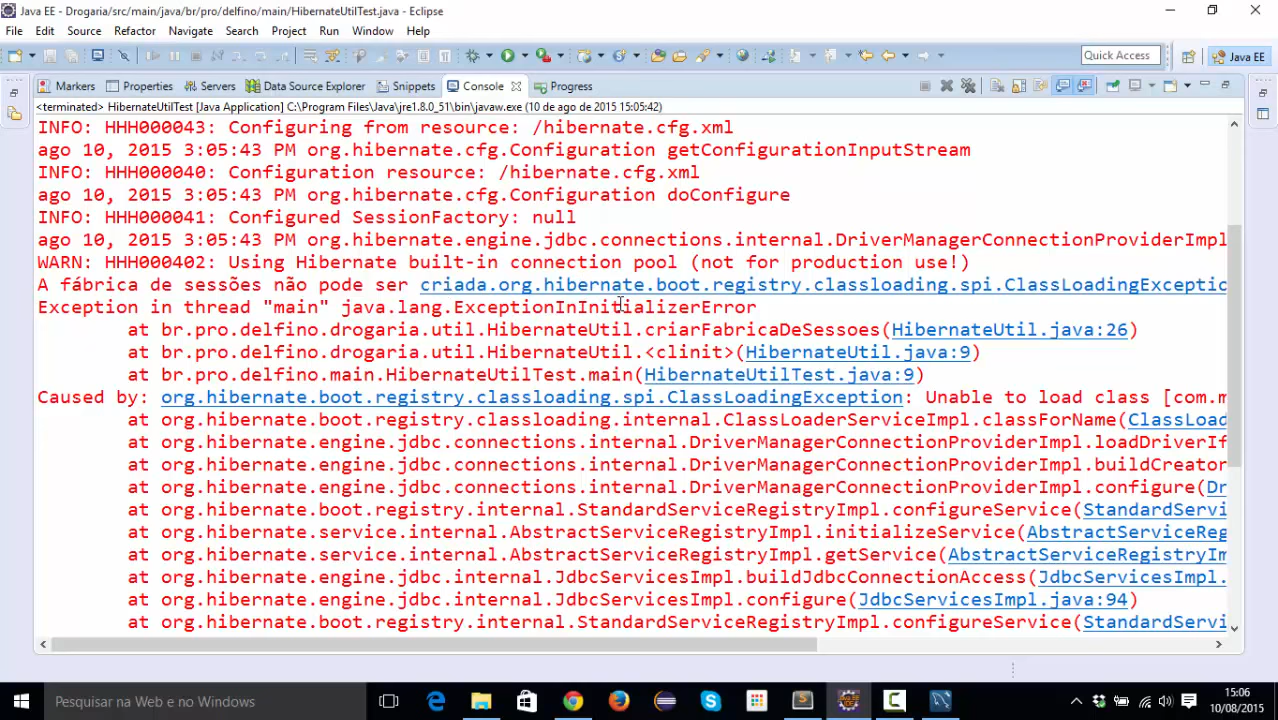 Java EE - Drogaria/src/main/java/br/pro/delfino/main/HibernateUtilTest.java - Eclipse
File Edit Source Refactor Navigate Search Project Run Window Help
Quick Access Java EE
Markers Properties Servers Data Source Explorer Snippets Console Progress
<terminated> HibernateUtilTest [Java Application] C:\Program Files\Java\jre1.8.0_51\bin\javaw.exe (10 de ago de 2015 15:05:42)
INFO: HHH000043: Configuring from resource: /hibernate.cfg.xml
ago 10, 2015 3:05:43 PM org.hibernate.cfg.Configuration getConfigurationInputStream
INFO: HHH000040: Configuration resource: /hibernate.cfg.xml
ago 10, 2015 3:05:43 PM org.hibernate.cfg.Configuration doConfigure
INFO: HHH000041: Configured SessionFactory: null
ago 10, 2015 3:05:43 PM org.hibernate.engine.jdbc.connections.internal.DriverManagerConnectionProviderImpl
WARN: HHH000402: Using Hibernate built-in connection pool (not for production use!)
A fábrica de sessões não pode ser criada.org.hibernate.boot.registry.classloading.spi.ClassLoadingExceptio
Exception in thread "main" java.lang.ExceptionInInitializerError
at br.pro.delfino.drogaria.util.HibernateUtil.criarFabricaDeSessoes(HibernateUtil.java:26)
at br.pro.delfino.drogaria.util.HibernateUtil.<clinit>(HibernateUtil.java:9)
at br.pro.delfino.main.HibernateUtilTest.main(HibernateUtilTest.java:9)
Caused by: org.hibernate.boot.registry.classloading.spi.ClassLoadingException: Unable to load class [com.m
at org.hibernate.boot.registry.classloading.internal.ClassLoaderServiceImpl.classForName(ClassLoad
at org.hibernate.engine.jdbc.connections.internal.DriverManagerConnectionProviderImpl.loadDriverIf
at org.hibernate.engine.jdbc.connections.internal.DriverManagerConnectionProviderImpl.buildCreator
at org.hibernate.engine.jdbc.connections.internal.DriverManagerConnectionProviderImpl.configure(Dr
at org.hibernate.boot.registry.internal.StandardServiceRegistryImpl.configureService(StandardServi
at org.hibernate.service.internal.AbstractServiceRegistryImpl.initializeService(AbstractServiceReg
at org.hibernate.service.internal.AbstractServiceRegistryImpl.getService(AbstractServiceRegistryIm
at org.hibernate.engine.jdbc.internal.JdbcServicesImpl.buildJdbcConnectionAccess(JdbcServicesImpl.
at org.hibernate.engine.jdbc.internal.JdbcServicesImpl.configure(JdbcServicesImpl.java:94)
at org.hibernate.boot.registry.internal.StandardServiceRegistryImpl.configureService(StandardServi
Pesquisar na Web e no Windows
15:06
10/08/2015